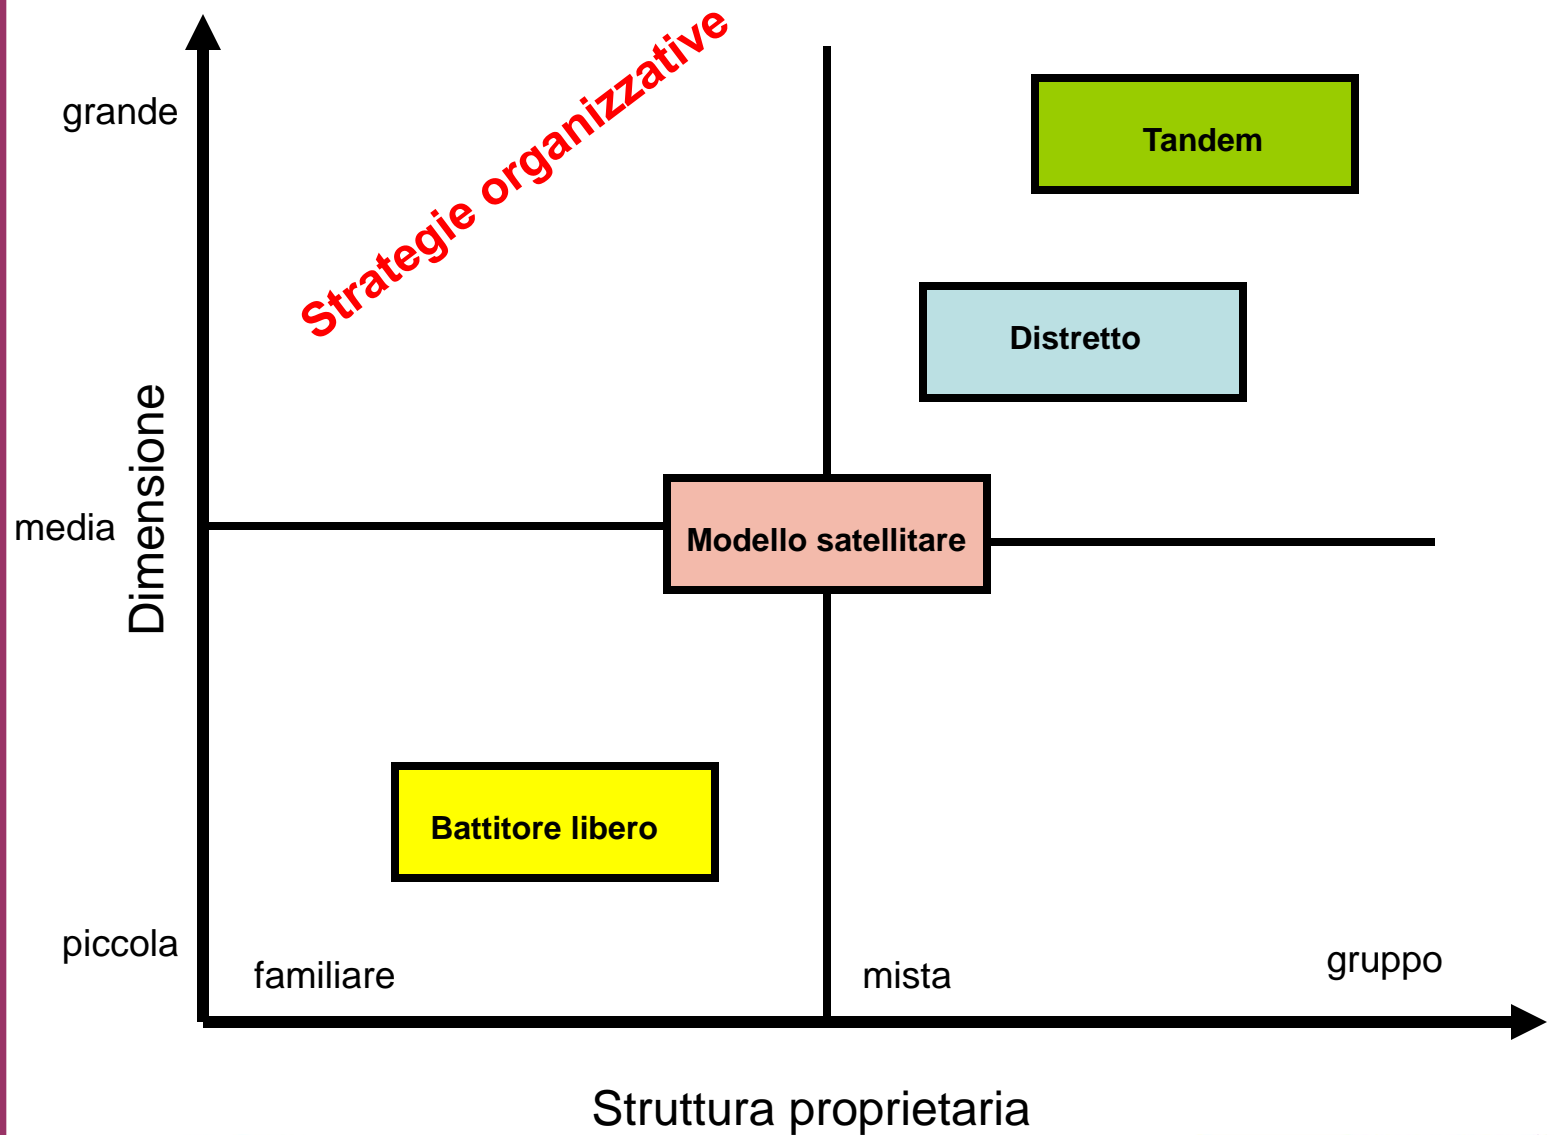 Strategie organizzative
grande
Tandem
Distretto
Dimensione
media
Modello satellitare
Battitore libero
piccola
familiare
mista
gruppo
Struttura proprietaria